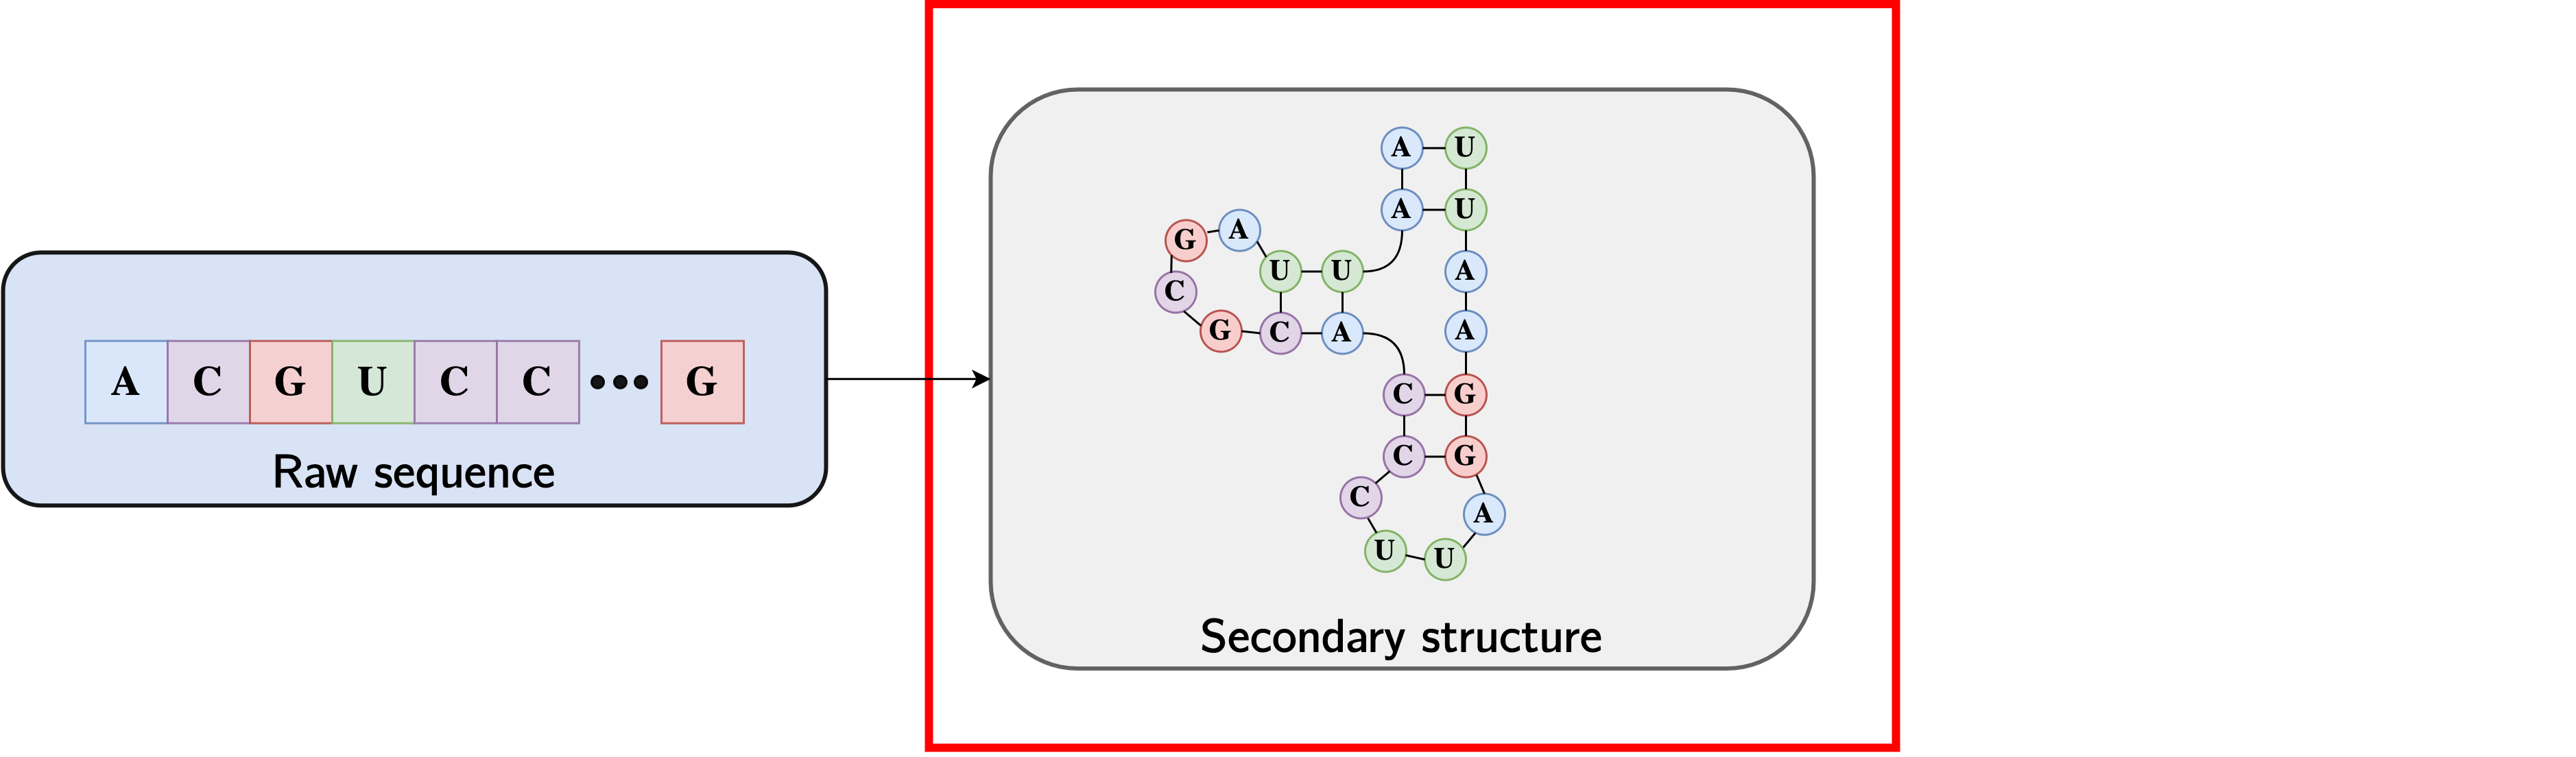 A C G U C C ••• G
Raw sequence
A U
A U
G A
U U A
C
G C A A
C G
C G
C A
U U
Secondary structure